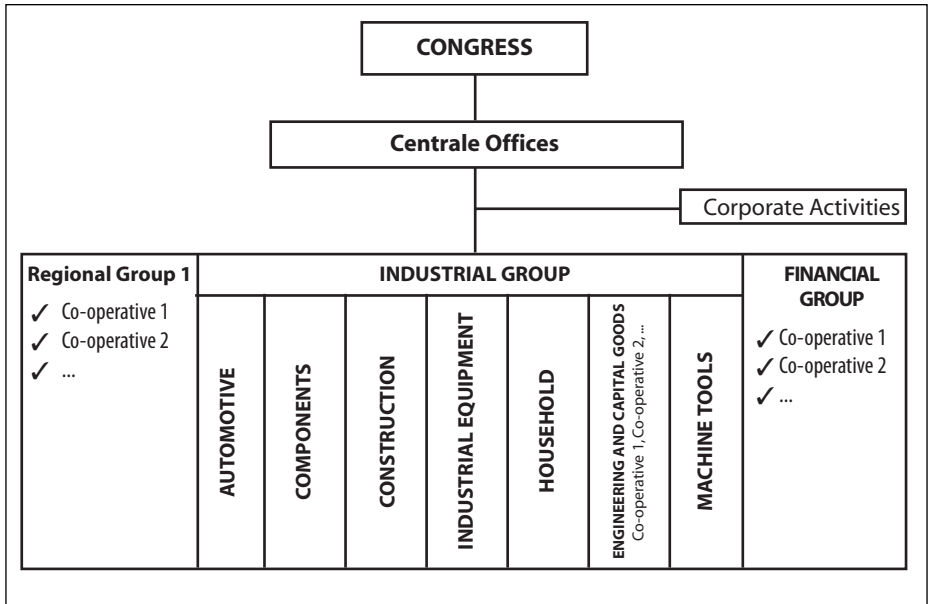 CONGRESS
Centrale Offices
Corporate Activities
Regional Group 1
✓ Co-operative 1
✓ Co-operative 2
✓ ...
INDUSTRIAL GROUP
AUTOMOTIVE
COMPONENTS
CONSTRUCTION
INDUSTRIAL EQUIPMENT
HOUSEHOLD
ENGINEERING AND CAPITAL GOODS
Co-operative 1, Co-operative 2, ...
MACHINE TOOLS
FINANCIAL
GROUP
✓ Co-operative 1
✓ Co-operative 2
✓ ...